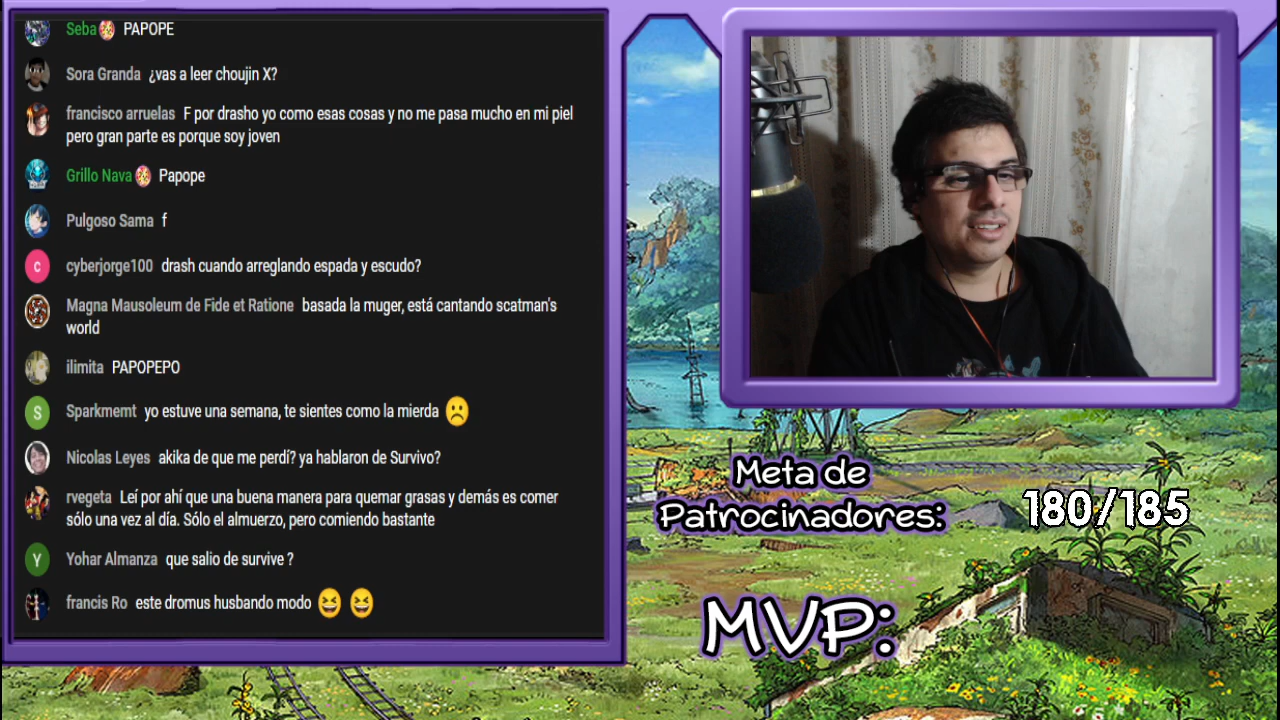 Seba PAPOPE
Sora Granda ¿vas a leer choujin X?
francisco arruelas F por drasho yo como esas cosas y no me pasa mucho en mi piel
pero gran parte es porque soy joven
Grillo Nava Papope
Pulgoso Sama f
c cyberjorge100 drash cuando arreglando espada y escudo?
Magna Mausoleum de Fide et Ratione basada la muger, está cantando scatman's
world
ilimita PAPOPEPO
S Sparkmemt yo estuve una semana, te sientes como la mierda ☹️
Nicolas Leyes akika de que me perdí? ya hablaron de Survivo?
rvegeta Leí por ahí que una buena manera para quemar grasas y demás es comer
sólo una vez al día. Sólo el almuerzo, pero comiendo bastante
Y Yohar Almanza que salio de survive ?
francis Ro este dromus husbando modo 😆 😆
Meta de
Patrocinadores:
180/185
MVP: